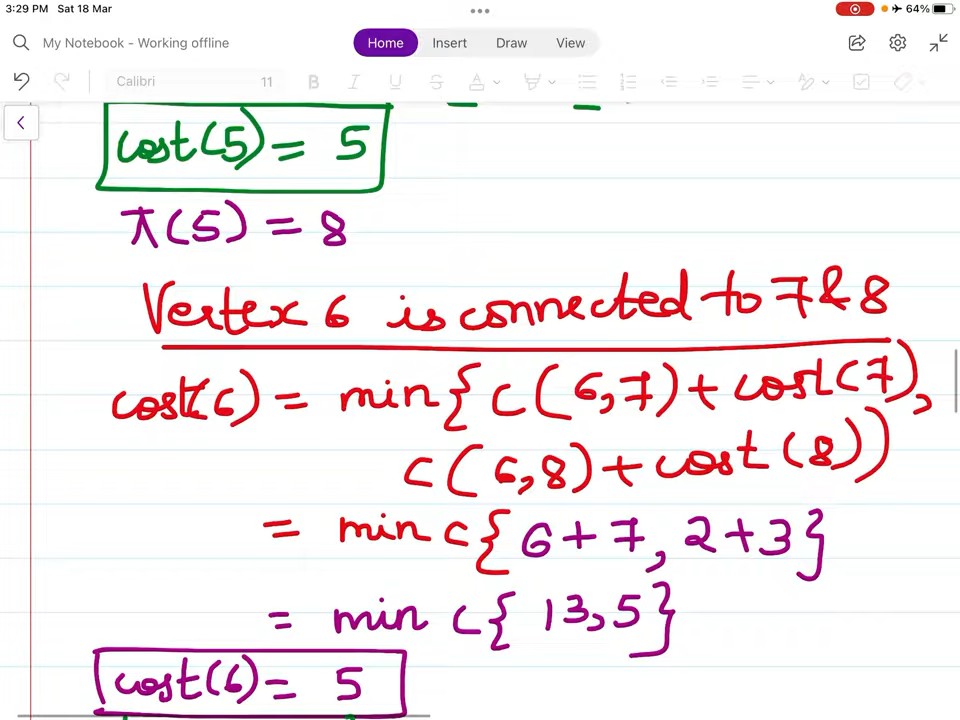 3:29 PM Sat 18 Mar
64%
My Notebook - Working offline
Home Insert Draw View
Calibri 11 B I U S A
cost(5) = 5
π(5) = 8
Vertex 6 is connected to 7 & 8
cost(6) = min{ c(6,7) + cost(7),
c(6,8) + cost(8))
= min c{ 6+7, 2+3}
= min c{ 13,5}
cost(6) = 5